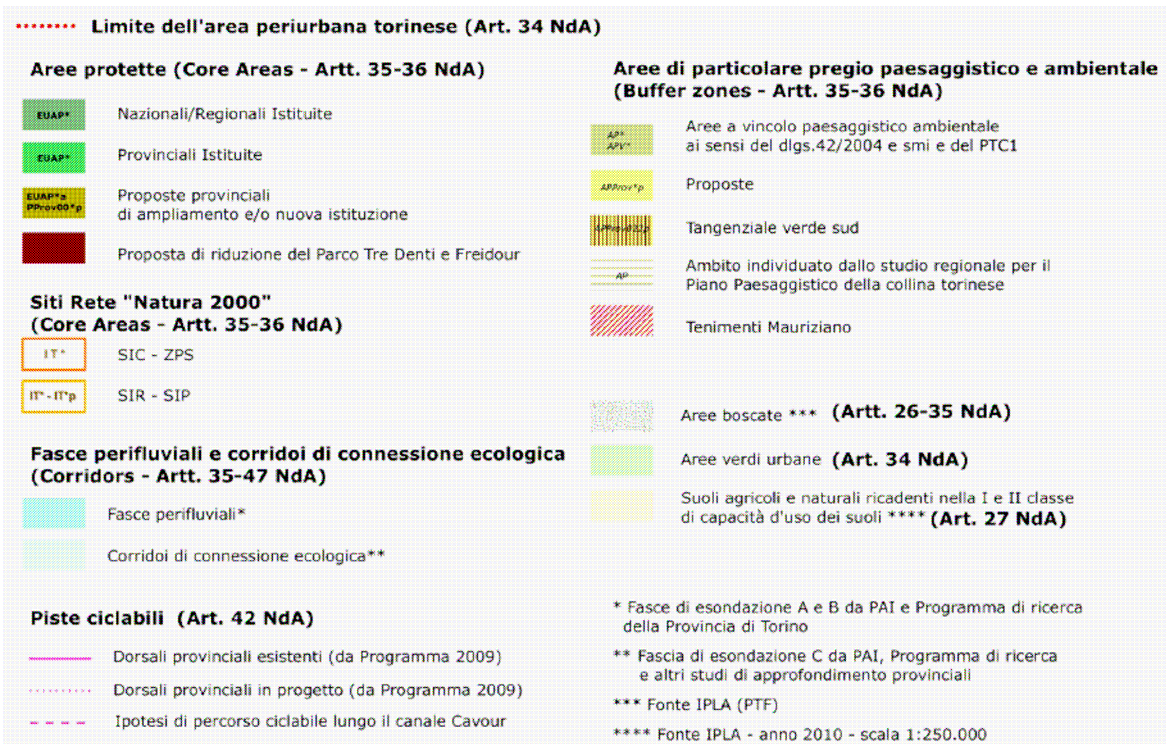 Limite dell'area periurbana torinese (Art. 34 NdA)
Aree protette (Core Areas - Artt. 35-36 NdA)
EUAP*
Nazionali/Regionali Istituite
EUAP*
Provinciali Istituite
EUAP*a
PProv00*p
Proposte provinciali
di ampliamento e/o nuova istituzione
Proposta di riduzione del Parco Tre Denti e Freidour
Siti Rete "Natura 2000"
(Core Areas - Artt. 35-36 NdA)
IT*
SIC - ZPS
IT*-IT*p
SIR - SIP
Fasce perifluviali e corridoi di connessione ecologica
(Corridors - Artt. 35-47 NdA)
Fasce perifluviali*
Corridoi di connessione ecologica**
Piste ciclabili (Art. 42 NdA)
Dorsali provinciali esistenti (da Programma 2009)
Dorsali provinciali in progetto (da Programma 2009)
Ipotesi di percorso ciclabile lungo il canale Cavour
Aree di particolare pregio paesaggistico e ambientale
(Buffer zones - Artt. 35-36 NdA)
AP*
APV*
Aree a vincolo paesaggistico ambientale
ai sensi del dlgs.42/2004 e smi e del PTC1
APProv*p
Proposte
Tangenziale verde sud
AP
Ambito individuato dallo studio regionale per il
Piano Paesaggistico della collina torinese
Tenimenti Mauriziano
Aree boscate *** (Artt. 26-35 NdA)
Aree verdi urbane (Art. 34 NdA)
Suoli agricoli e naturali ricadenti nella I e II classe
di capacità d'uso dei suoli **** (Art. 27 NdA)
* Fasce di esondazione A e B da PAI e Programma di ricerca
della Provincia di Torino
** Fascia di esondazione C da PAI, Programma di ricerca
e altri studi di approfondimento provinciali
*** Fonte IPLA (PTF)
**** Fonte IPLA - anno 2010 - scala 1:250.000